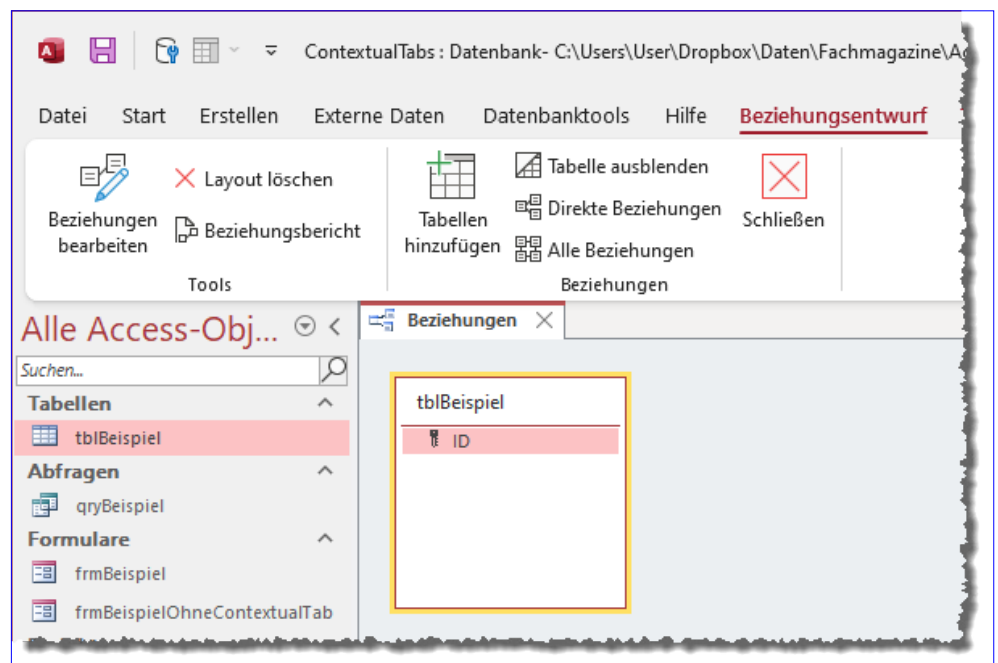 ContextualTabs : Datenbank- C:\Users\User\Dropbox\Daten\Fachmagazine\A
Datei Start Erstellen Externe Daten Datenbanktools Hilfe Beziehungsentwurf
Beziehungen bearbeiten
Layout löschen
Beziehungsbericht
Tools
Tabellen hinzufügen
Tabelle ausblenden
Direkte Beziehungen
Alle Beziehungen
Schließen
Beziehungen
Alle Access-Obj...
Suchen...
Tabellen
tblBeispiel
Abfragen
qryBeispiel
Formulare
frmBeispiel
frmBeispielOhneContextualTab
Beziehungen
tblBeispiel
ID